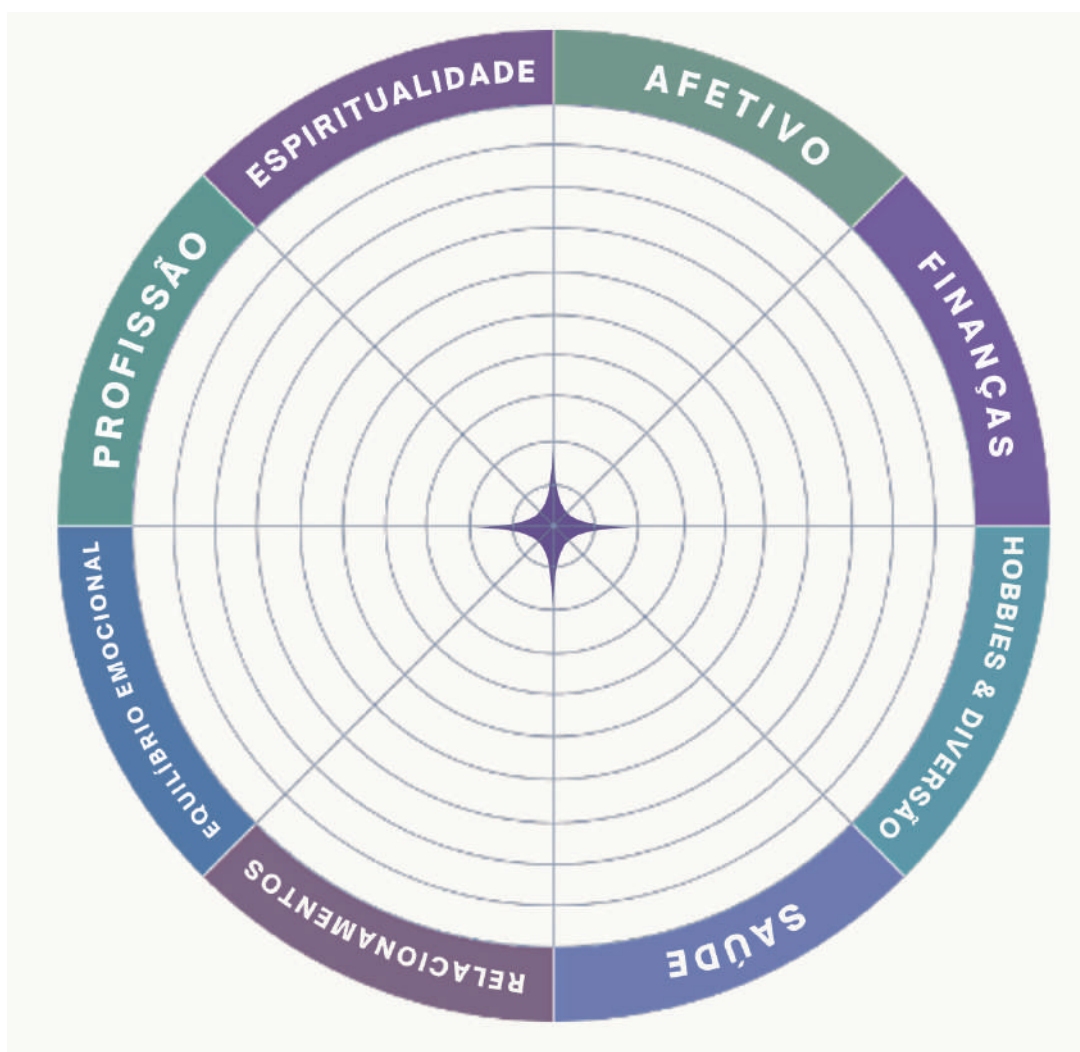 AFETIVO
FINANÇAS
HOBBIES & DIVERSÃO
SAÚDE
RELACIONAMENTOS
EQUILÍBRIO EMOCIONAL
PROFISSÃO
ESPIRITUALIDADE